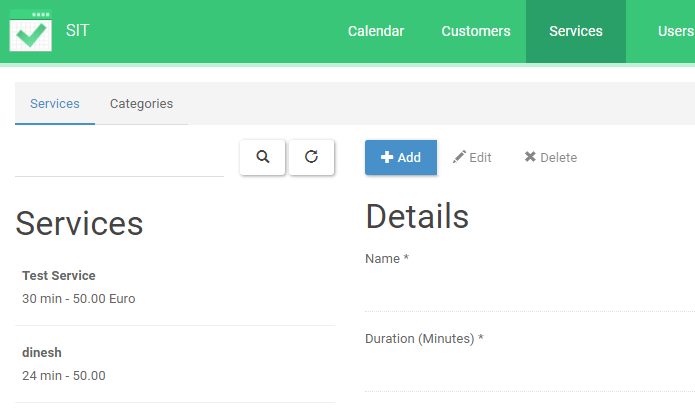 SIT
Calendar
Customers
Services
Users
Services
Categories
Add
Edit
Delete
Services
Test Service
30 min - 50.00 Euro
dinesh
24 min - 50.00
Details
Name *
Duration (Minutes) *